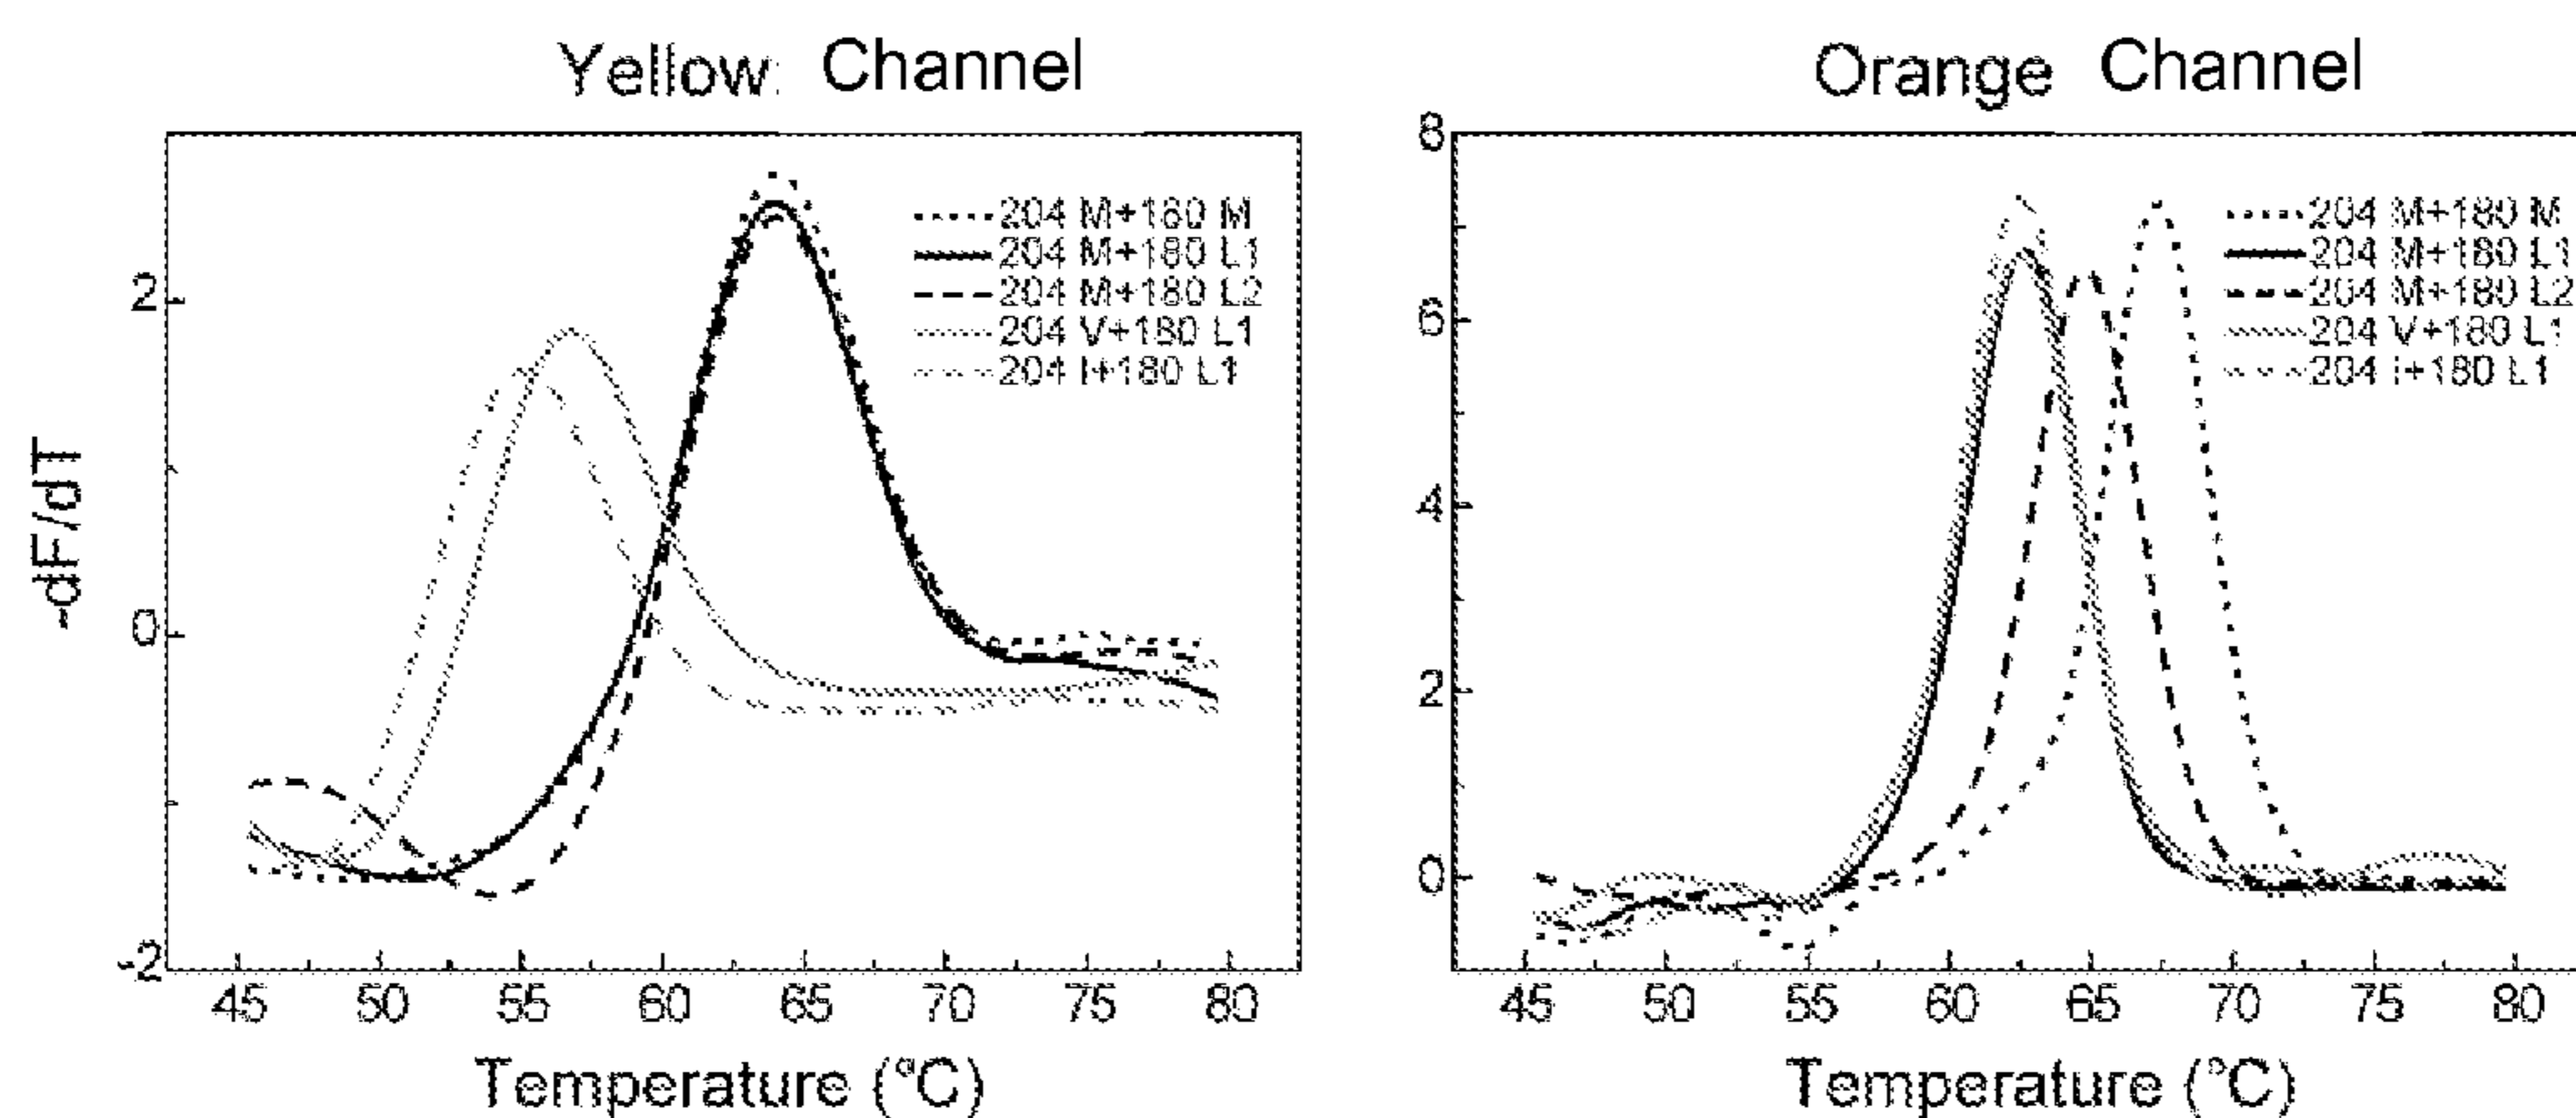 Yellow: Channel
-dF/dT
2
0
-2
204 M+180 M
204 M+180 L1
204 M+180 L2
204 V+180 L1
204 I+180 L1
45 50 55 60 65 70 75 80
Temperature (°C)
Orange Channel
8
6
4
2
0
204 M+180 M
204 M+180 L1
204 M+180 L2
204 V+180 L1
204 I+180 L1
45 50 55 60 65 70 75 80
Temperature (°C)